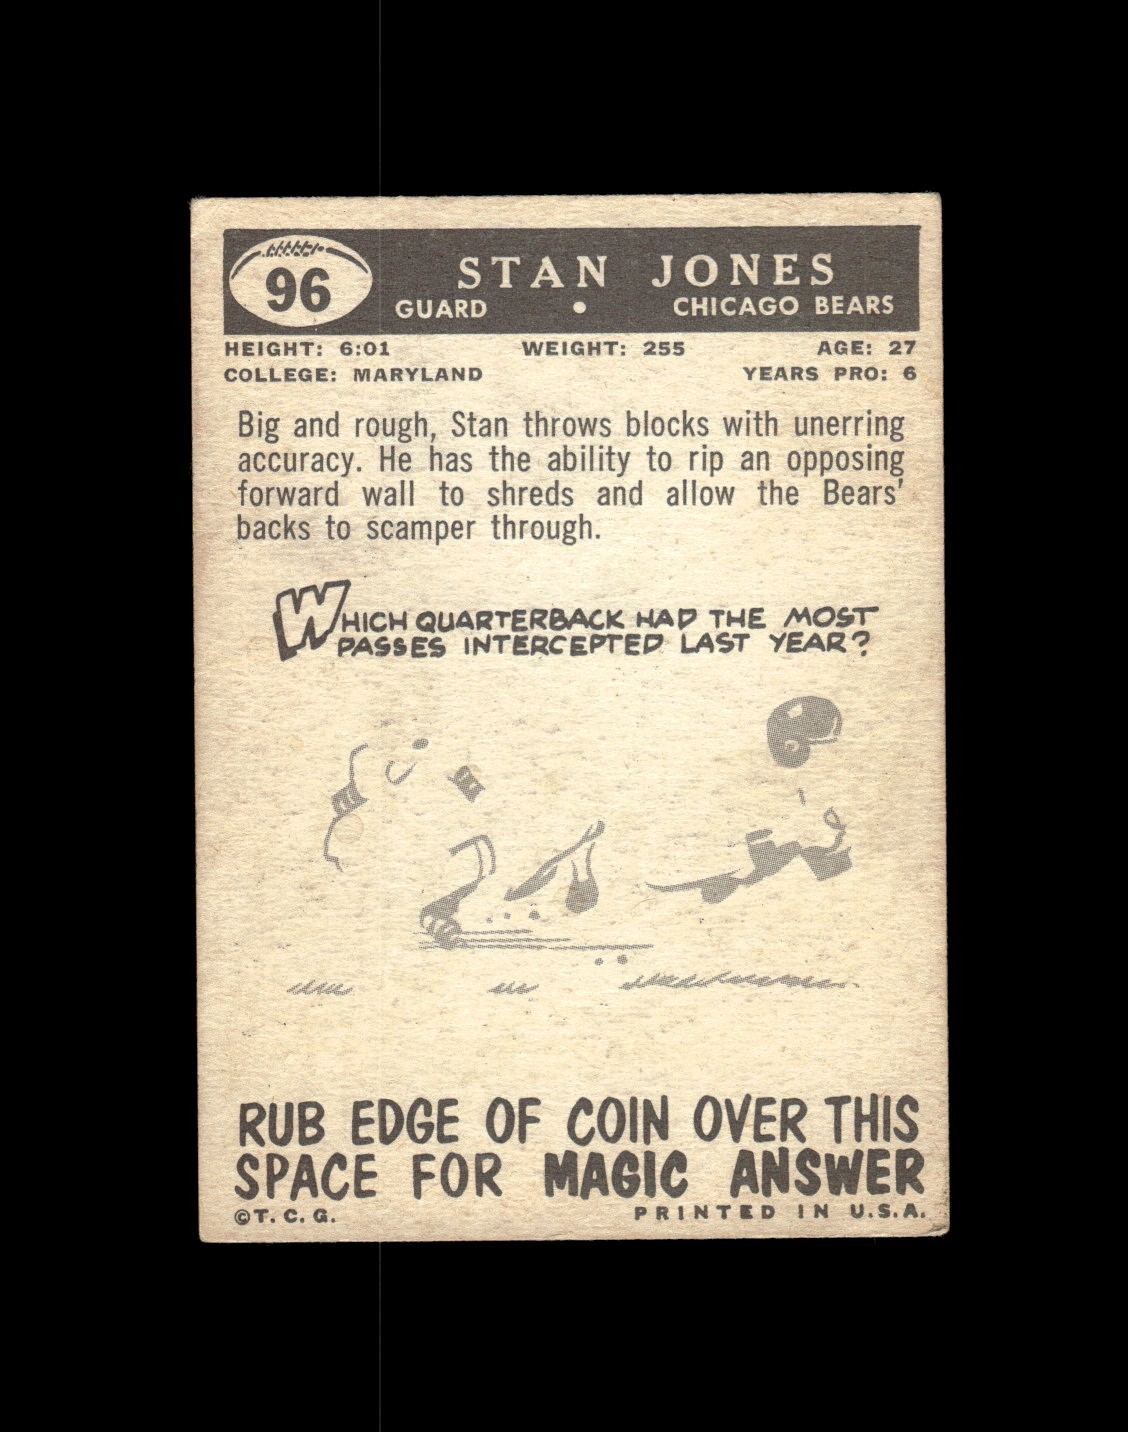 96
STAN JONES
GUARD • CHICAGO BEARS
HEIGHT: 6:01 WEIGHT: 255 AGE: 27
COLLEGE: MARYLAND YEARS PRO: 6
Big and rough, Stan throws blocks with unerring
accuracy. He has the ability to rip an opposing
forward wall to shreds and allow the Bears'
backs to scamper through.
WHICH QUARTERBACK HAD THE MOST
PASSES INTERCEPTED LAST YEAR?
RUB EDGE OF COIN OVER THIS
SPACE FOR MAGIC ANSWER
©T.C.G. PRINTED IN U.S.A.